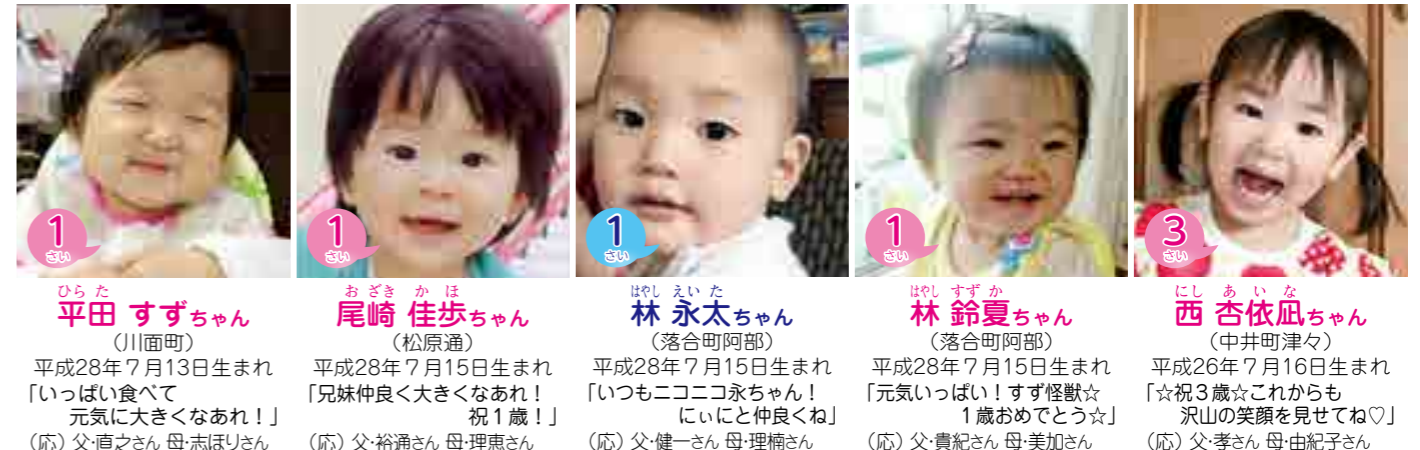 1
さい
ひらた
平田 すずちゃん
（川面町）
平成28年７月13日生まれ
「いっぱい食べて
元気に大きくなあれ！」
（応）父・直之さん 母・志ほりさん
1
さい
おざき かほ
尾崎 佳歩ちゃん
（松原通）
平成28年７月15日生まれ
「兄妹仲良く大きくなあれ！
祝１歳！」
（応）父・裕通さん 母・理恵さん
1
さい
はやし えいた
林 永太ちゃん
（落合町阿部）
平成28年７月15日生まれ
「いつもニコニコ永ちゃん！
にぃにと仲良くね」
（応）父・健一さん 母・理楠さん
1
さい
はやし すずか
林 鈴夏ちゃん
（落合町阿部）
平成28年７月15日生まれ
「元気いっぱい！すず怪獣☆
１歳おめでとう☆」
（応）父・貴紀さん 母・美加さん
3
さい
にし あいな
西 杏依凪ちゃん
（中井町津々）
平成26年７月16日生まれ
「☆祝３歳☆これからも
沢山の笑顔を見せてね♡」
（応）父・孝さん 母・由紀子さん